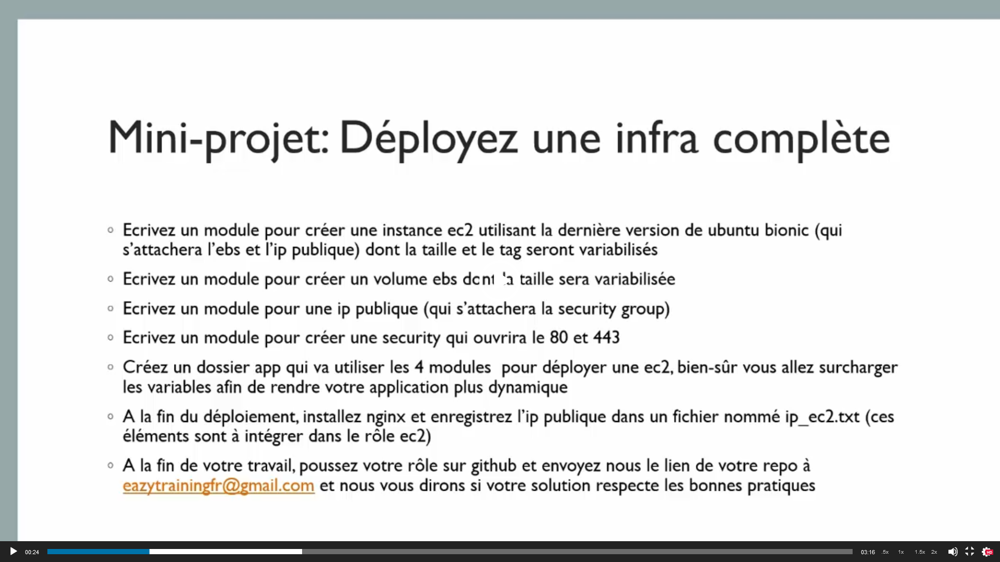 Mini-projet: Déployez une infra complète
Ecrivez un module pour créer une instance ec2 utilisant la dernière version de ubuntu bionic (qui
s'attachera l'ebs et l'ip publique) dont la taille et le tag seront variabilisés
Ecrivez un module pour créer un volume ebs dont la taille sera variabilisée
Ecrivez un module pour une ip publique (qui s'attachera la security group)
Ecrivez un module pour créer une security qui ouvrira le 80 et 443
Créez un dossier app qui va utiliser les 4 modules pour déployer une ec2, bien-sûr vous allez surcharger
les variables afin de rendre votre application plus dynamique
A la fin du déploiement, installez nginx et enregistrez l'ip publique dans un fichier nommé ip_ec2.txt (ces
éléments sont à intégrer dans le rôle ec2)
A la fin de votre travail, poussez votre rôle sur github et envoyez nous le lien de votre repo à
eazytrainingfr@gmail.com et nous vous dirons si votre solution respecte les bonnes pratiques
00:24 03:16 .5x 1x 1.5x 2x HD